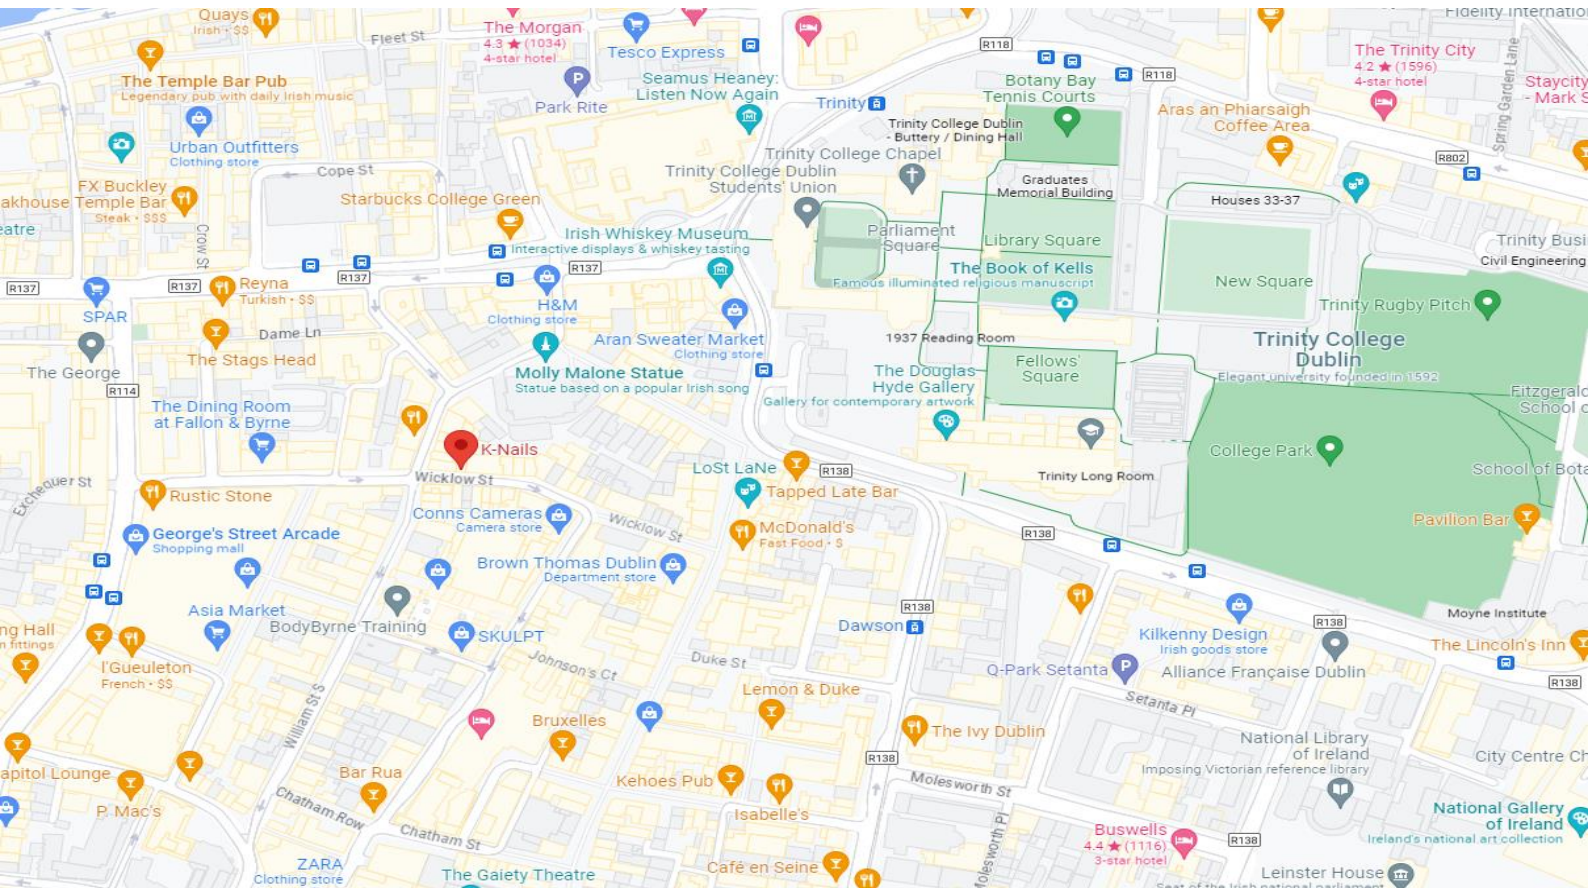 Quays
Irish • $$
The Temple Bar Pub
Legendary pub with daily Irish music
Urban Outfitters
Clothing store
FX Buckley
akhouse Temple Bar
Steak • $$$
eatre
Fleet St
The Morgan
4.3 ★ (1034)
4-star hotel
Park Rite
Tesco Express
Seamus Heaney:
Listen Now Again
Cope St
Crow St
Starbucks College Green
Irish Whiskey Museum
Interactive displays & whiskey tasting
R118
R118
Trinity
Botany Bay
Tennis Courts
Trinity College Dublin
- Buttery / Dining Hall
Trinity College Chapel
Trinity College Dublin
Students' Union
Graduates
Memorial Building
Parliament
Square
Library Square
The Book of Kells
Famous illuminated religious manuscript
Fidelity Internatio
The Trinity City
4.2 ★ (1596)
4-star hotel
Spring Garden Lane
Staycity
- Mark S
Aras an Phiarsaigh
Coffee Area
R802
Houses 33-37
New Square
Trinity Busi
Civil Engineering
Trinity Rugby Pitch
Trinity College
Dublin
Elegant university founded in 1592
Fitzgerald
School o
R137
R137
R137
R137
SPAR
Reyna
Turkish • $$
Dame Ln
The Stags Head
The George
R114
H&M
Clothing store
Aran Sweater Market
Clothing store
Molly Malone Statue
Statue based on a popular Irish song
1937 Reading Room
The Douglas
Hyde Gallery
Gallery for contemporary artwork
Fellows'
Square
The Dining Room
at Fallon & Byrne
K-Nails
Wicklow St
Exchequer St
Rustic Stone
George's Street Arcade
Shopping mall
Conns Cameras
Camera store
Wicklow St
LoSt LaNe
Tapped Late Bar
R138
McDonald's
Fast Food • $
Brown Thomas Dublin
Department store
Trinity Long Room
College Park
School of Bota
Pavilion Bar
R138
Asia Market
BodyByrne Training
SKULPT
ng Hall
n fittings
l'Gueuleton
French • $$
Johnson's Ct
Duke St
Dawson
R138
Lemon & Duke
Q-Park Setanta
Kilkenny Design
Irish goods store
R138
Alliance Française Dublin
Moyne Institute
The Lincoln's Inn
R138
Setanta Pl
William St S
Bruxelles
The Ivy Dublin
National Library
of Ireland
Imposing Victorian reference library
City Centre Ch
apitol Lounge
P. Mac's
Bar Rua
Chatham Row
Chatham St
Kehoes Pub
Isabelle's
R138
Molesworth St
Molesworth Pl
Buswells
4.4 ★ (1116)
3-star hotel
R138
National Gallery
of Ireland
Ireland's national art collection
ZARA
Clothing store
The Gaiety Theatre
Café en Seine
Leinster House
Seat of the Irish national parliament